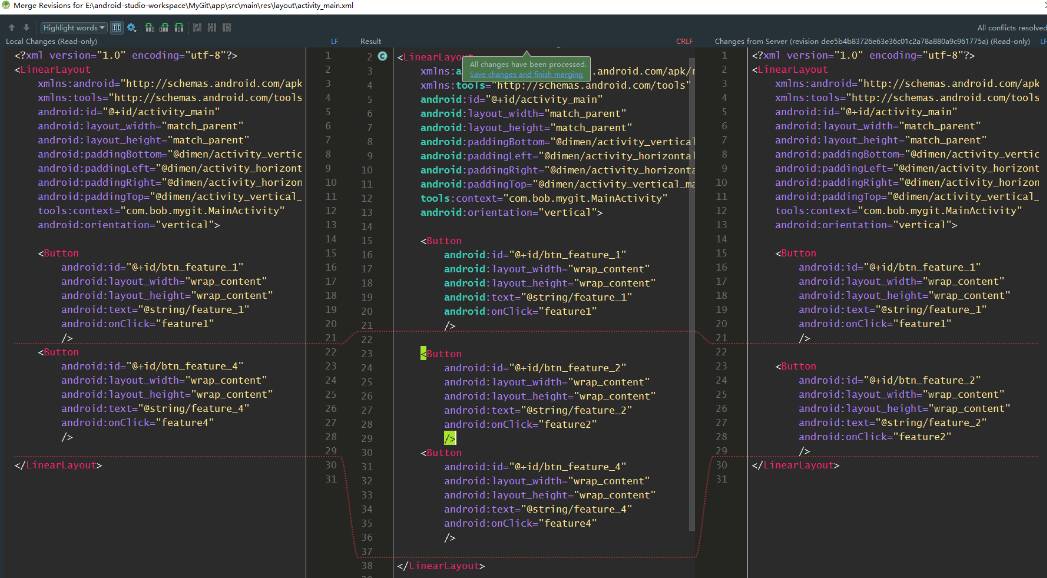 Merge Revisions for E:\android-studio-workspace\MyGit\app\src\main\res\layout\activity_main.xml
Highlight words
All conflicts resolved
Local Changes (Read-only) LF
<?xml version="1.0" encoding="utf-8"?> 1
<LinearLayout 2
xmlns:android="http://schemas.android.com/apk 3
xmlns:tools="http://schemas.android.com/tools 4
android:id="@+id/activity_main" 5
android:layout_width="match_parent" 6
android:layout_height="match_parent" 7
android:paddingBottom="@dimen/activity_vertic 8
android:paddingLeft="@dimen/activity_horizont 9
android:paddingRight="@dimen/activity_horizon 10
android:paddingTop="@dimen/activity_vertical_ 11
tools:context="com.bob.mygit.MainActivity" 12
android:orientation="vertical"> 13
14
<Button 15
android:id="@+id/btn_feature_1" 16
android:layout_width="wrap_content" 17
android:layout_height="wrap_content" 18
android:text="@string/feature_1" 19
android:onClick="feature1" 20
/> 21
<Button 22
android:id="@+id/btn_feature_4" 23
android:layout_width="wrap_content" 24
android:layout_height="wrap_content" 25
android:text="@string/feature_4" 26
android:onClick="feature4" 27
/> 28
29
</LinearLayout> 30
31
Result CRLF
All changes have been processed.
Save changes and finish merging
2 <LinearLayou
3 xmlns:a .android.com/apk/r
4 xmlns:tools="http://schemas.android.com/tools"
5 android:id="@+id/activity_main"
6 android:layout_width="match_parent"
7 android:layout_height="match_parent"
8 android:paddingBottom="@dimen/activity_vertical
9 android:paddingLeft="@dimen/activity_horizontal
10 android:paddingRight="@dimen/activity_horizonta
11 android:paddingTop="@dimen/activity_vertical_ma
12 tools:context="com.bob.mygit.MainActivity"
13 android:orientation="vertical">
14
15 <Button
16 android:id="@+id/btn_feature_1"
17 android:layout_width="wrap_content"
18 android:layout_height="wrap_content"
19 android:text="@string/feature_1"
20 android:onClick="feature1"
21 />
22
23 <Button
24 android:id="@+id/btn_feature_2"
25 android:layout_width="wrap_content"
26 android:layout_height="wrap_content"
27 android:text="@string/feature_2"
28 android:onClick="feature2"
29 />
30 <Button
31 android:id="@+id/btn_feature_4"
32 android:layout_width="wrap_content"
33 android:layout_height="wrap_content"
34 android:text="@string/feature_4"
35 android:onClick="feature4"
36 />
37
38 </LinearLayout>
Changes from Server (revision dee5b4b83726e63e36c01c2a78a880a9c961775a) (Read-only) LF
1 <?xml version="1.0" encoding="utf-8"?>
2 <LinearLayout
3 xmlns:android="http://schemas.android.com/apk
4 xmlns:tools="http://schemas.android.com/tools
5 android:id="@+id/activity_main"
6 android:layout_width="match_parent"
7 android:layout_height="match_parent"
8 android:paddingBottom="@dimen/activity_vertic
9 android:paddingLeft="@dimen/activity_horizont
10 android:paddingRight="@dimen/activity_horizon
11 android:paddingTop="@dimen/activity_vertical_
12 tools:context="com.bob.mygit.MainActivity"
13 android:orientation="vertical">
14
15 <Button
16 android:id="@+id/btn_feature_1"
17 android:layout_width="wrap_content"
18 android:layout_height="wrap_content"
19 android:text="@string/feature_1"
20 android:onClick="feature1"
21 />
22
23 <Button
24 android:id="@+id/btn_feature_2"
25 android:layout_width="wrap_content"
26 android:layout_height="wrap_content"
27 android:text="@string/feature_2"
28 android:onClick="feature2"
29 />
30 </LinearLayout>
31